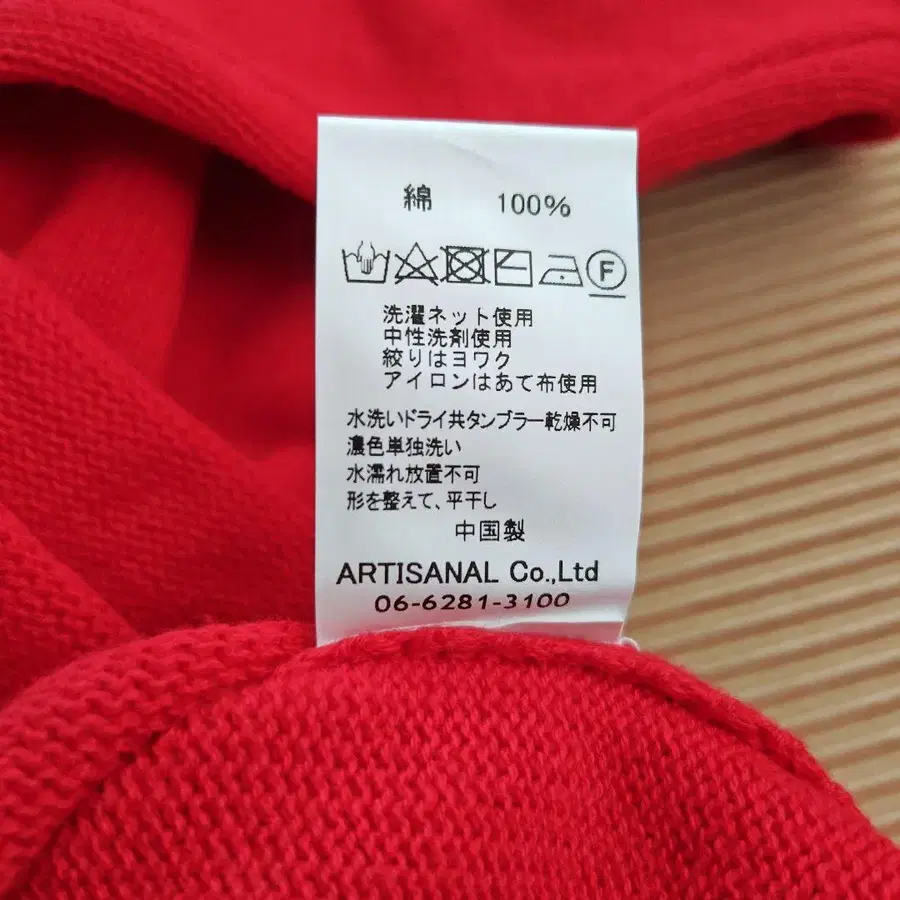 綿 100%
F
洗濯ネット使用
中性洗剤使用
絞りはヨワク
アイロンはあて布使用
水洗いドライ共タンブラー乾燥不可
濃色単独洗い
水濡れ放置不可
形を整えて、平干し
中国製
ARTISANAL Co.,Ltd
06-6281-3100